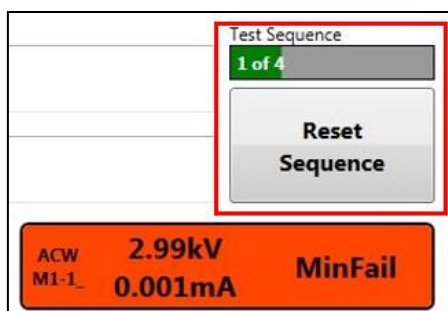 Test Sequence
1 of 4
Reset
Sequence
ACW 2.99kV MinFail
M1-1_ 0.001mA